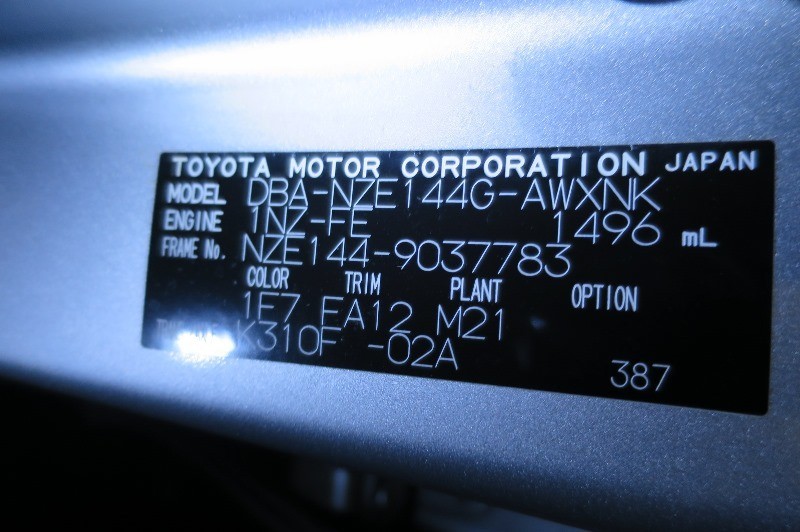 TOYOTA MOTOR CORPORATION JAPAN
MODEL DBA-NZE144G-AWXNK
ENGINE 1NZ-FE 1496 mL
FRAME No. NZE144-9037783
COLOR TRIM PLANT OPTION
1F7 FA12 M21
K310F -02A
387